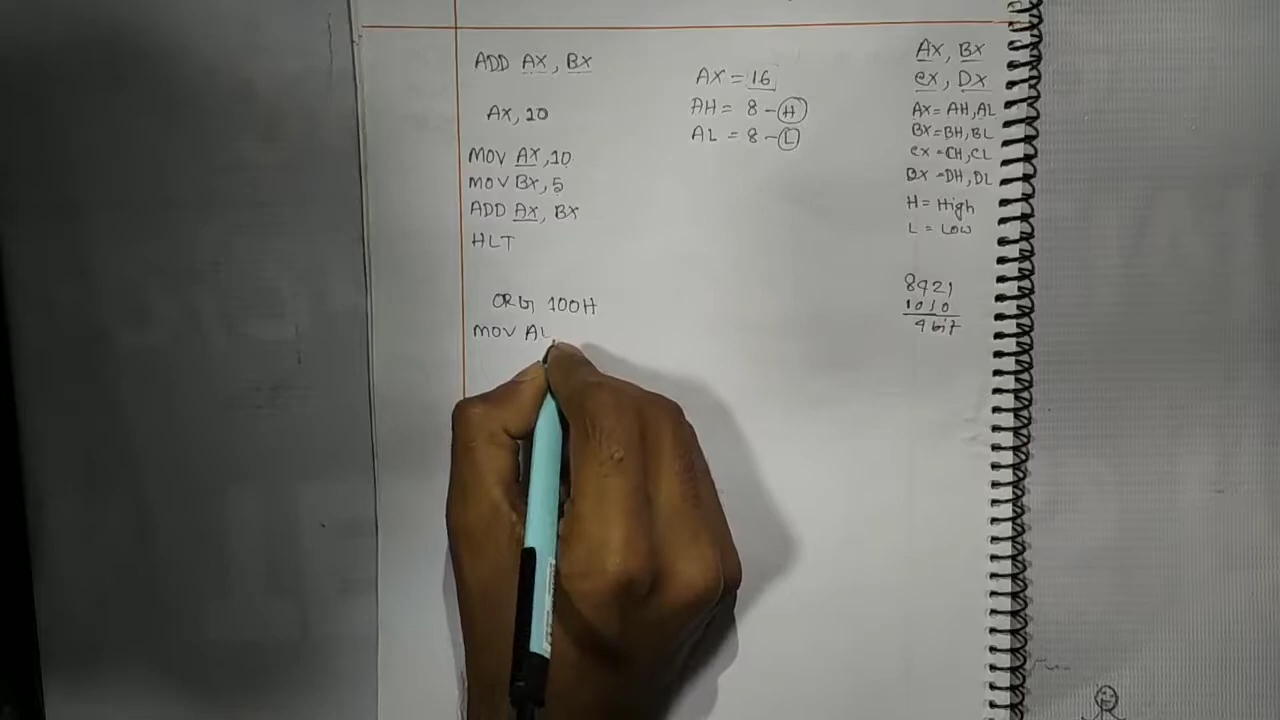 ADD AX, BX
AX, 10
MOV AX, 10
MOV BX, 5
ADD AX, BX
HLT
ORG 100H
MOV AL
AX = 16
AH = 8 - H
AL = 8 - L
AX, BX
CX, DX
AX = AH, AL
BX = BH, BL
CX = CH, CL
DX = DH, DL
H = High
L = Low
8421
1010
4 bit